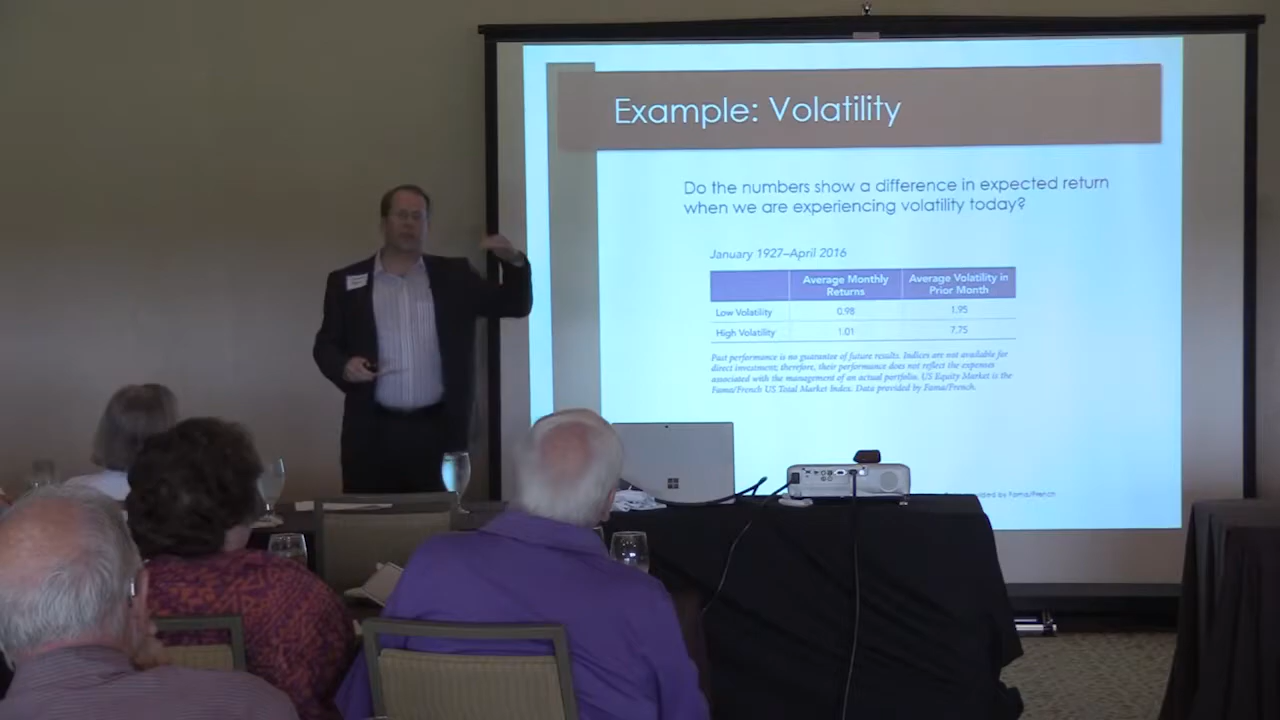 Example: Volatility
Do the numbers show a difference in expected return
when we are experiencing volatility today?
January 1927–April 2016
Average Monthly Returns
Average Volatility in Prior Month
Low Volatility 0.98 1.95
High Volatility 1.01 7.75
Past performance is no guarantee of future results. Indices are not available for
direct investment; therefore, their performance does not reflect the expenses
associated with the management of an actual portfolio. US Equity Market is the
Fama/French US Total Market Index. Data provided by Fama/French.
by Fama/French